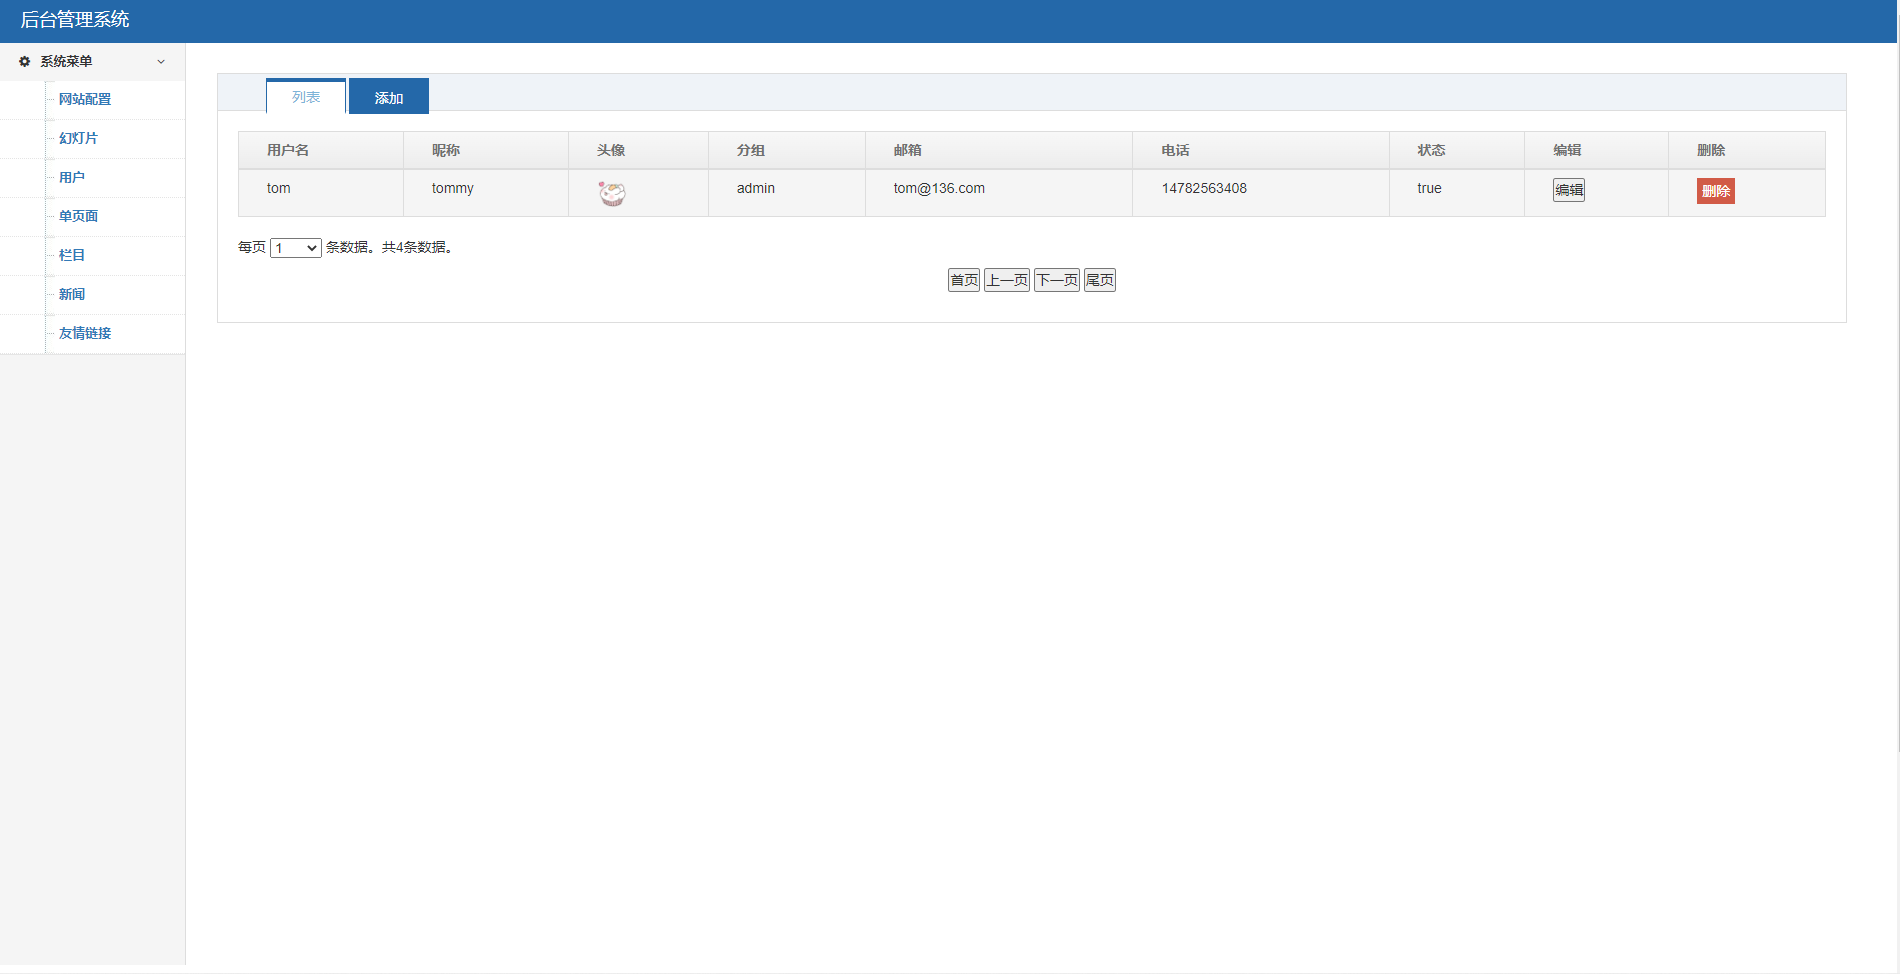 后台管理系统
系统菜单
网站配置
幻灯片
用户
单页面
栏目
新闻
友情链接
列表 添加
用户名 昵称 头像 分组 邮箱 电话 状态 编辑 删除
tom tommy admin tom@136.com 14782563408 true 编辑 删除
每页 1 条数据。共4条数据。
首页 上一页 下一页 尾页